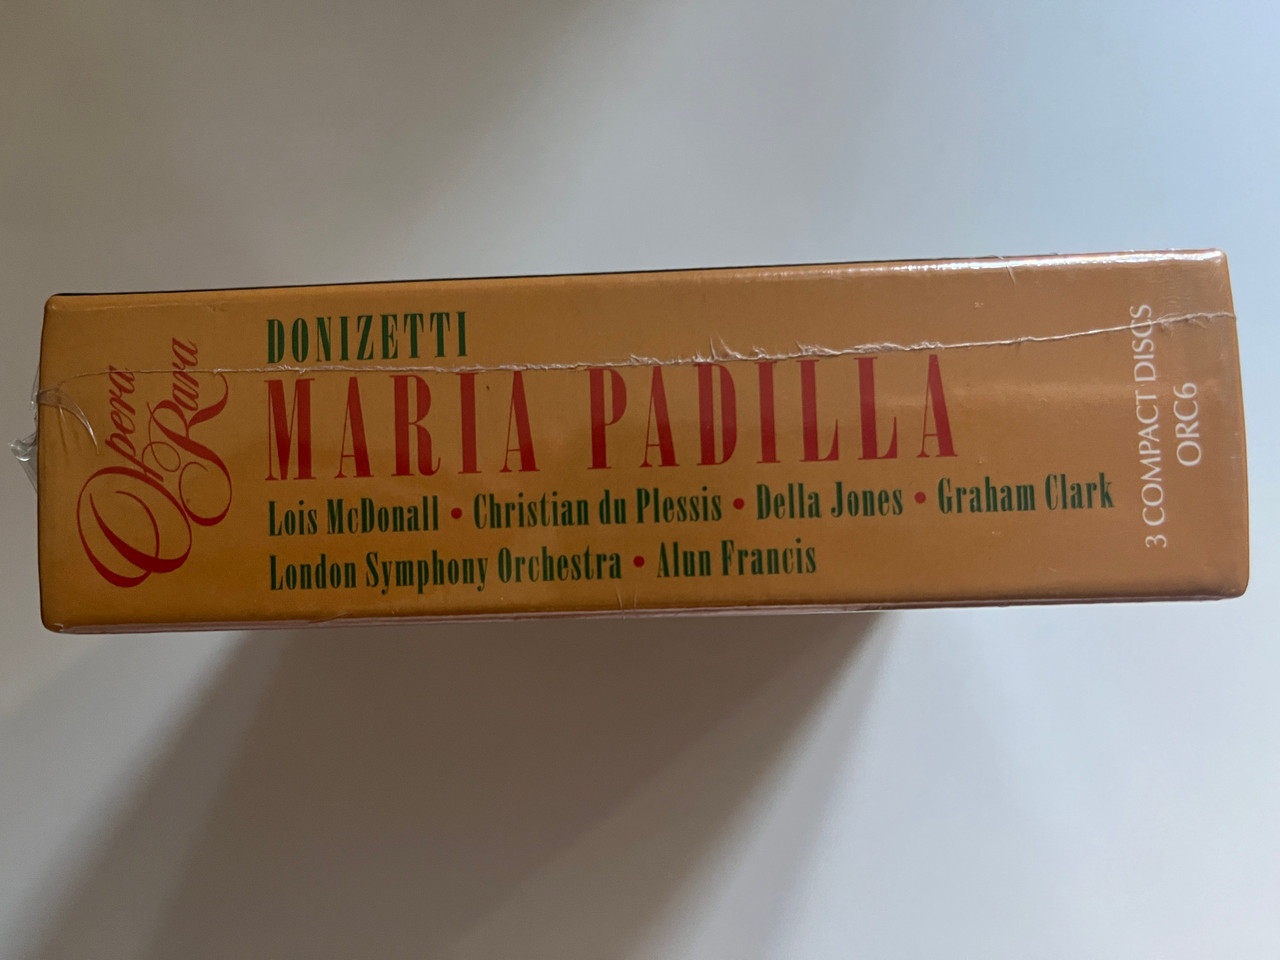 Opera
Rara
DONIZETTI
MARIA PADILLA
Lois McDonall • Christian du Plessis • Della Jones • Graham Clark
London Symphony Orchestra • Alun Francis
3 COMPACT DISCS
ORC6